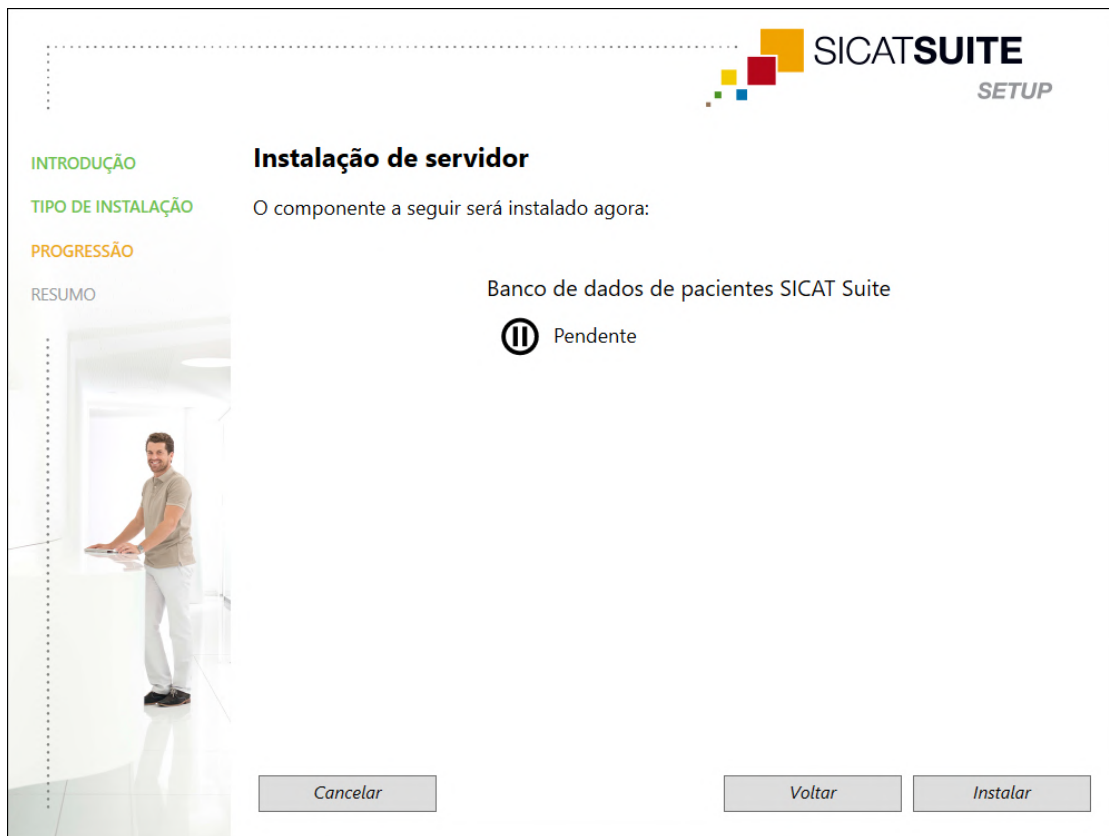 SICATSUITE
SETUP
INTRODUÇÃO
TIPO DE INSTALAÇÃO
PROGRESSÃO
RESUMO
Instalação de servidor
O componente a seguir será instalado agora:
Banco de dados de pacientes SICAT Suite
Pendente
Cancelar
Voltar
Instalar